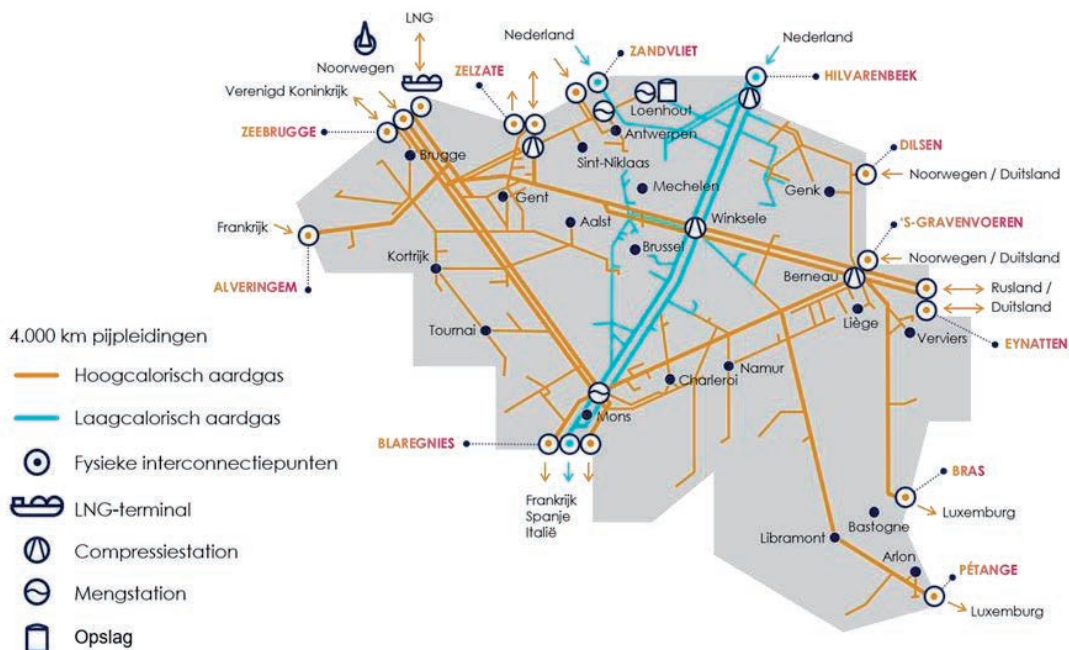 LNG
Noorwegen
Verenigd Koninkrijk
ZEEBRUGGE
ZELZATE
Nederland
ZANDVLIET
Nederland
HILVARENBEEK
Loenhout
Antwerpen
Sint-Niklaas
Brugge
Mechelen
Genk
DILSEN
Noorwegen / Duitsland
Gent
Aalst
Winksele
Brussel
'S-GRAVENVOEREN
Noorwegen / Duitsland
Frankrijk
ALVERINGEM
Kortrijk
Berneau
Rusland /
Duitsland
Liège
Verviers
EYNATTEN
Tournai
Namur
Charleroi
Mons
BLAREGNIES
Frankrijk
Spanje
Italië
BRAS
Luxemburg
Bastogne
Libramont
Arlon
PÉTANGE
Luxemburg
4.000 km pijpleidingen
Hoogcalorisch aardgas
Laagcalorisch aardgas
Fysieke interconnectiepunten
LNG-terminal
Compressiestation
Mengstation
Opslag